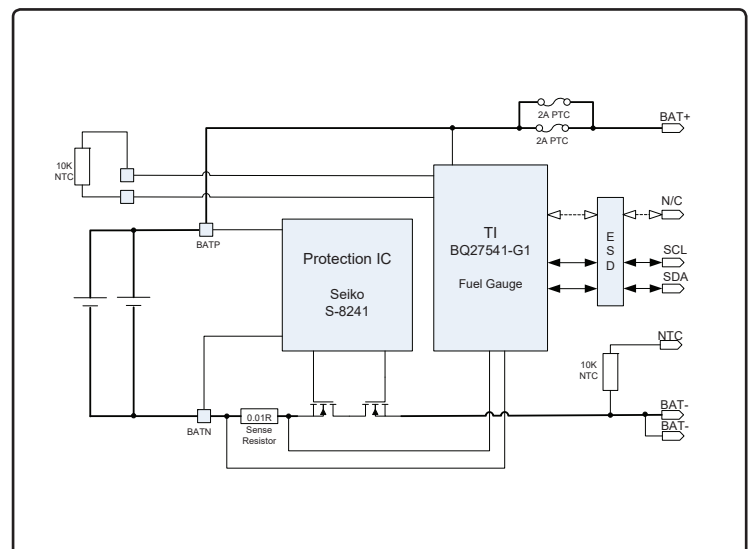 2A PTC
BAT+
2A PTC
10K
NTC
N/C
TI
BQ27541-G1
Fuel Gauge
E
S
D
BATP
Protection IC
Seiko
S-8241
SCL
SDA
NTC
10K
NTC
BAT-
BAT-
BATN
0.01R
Sense
Resistor